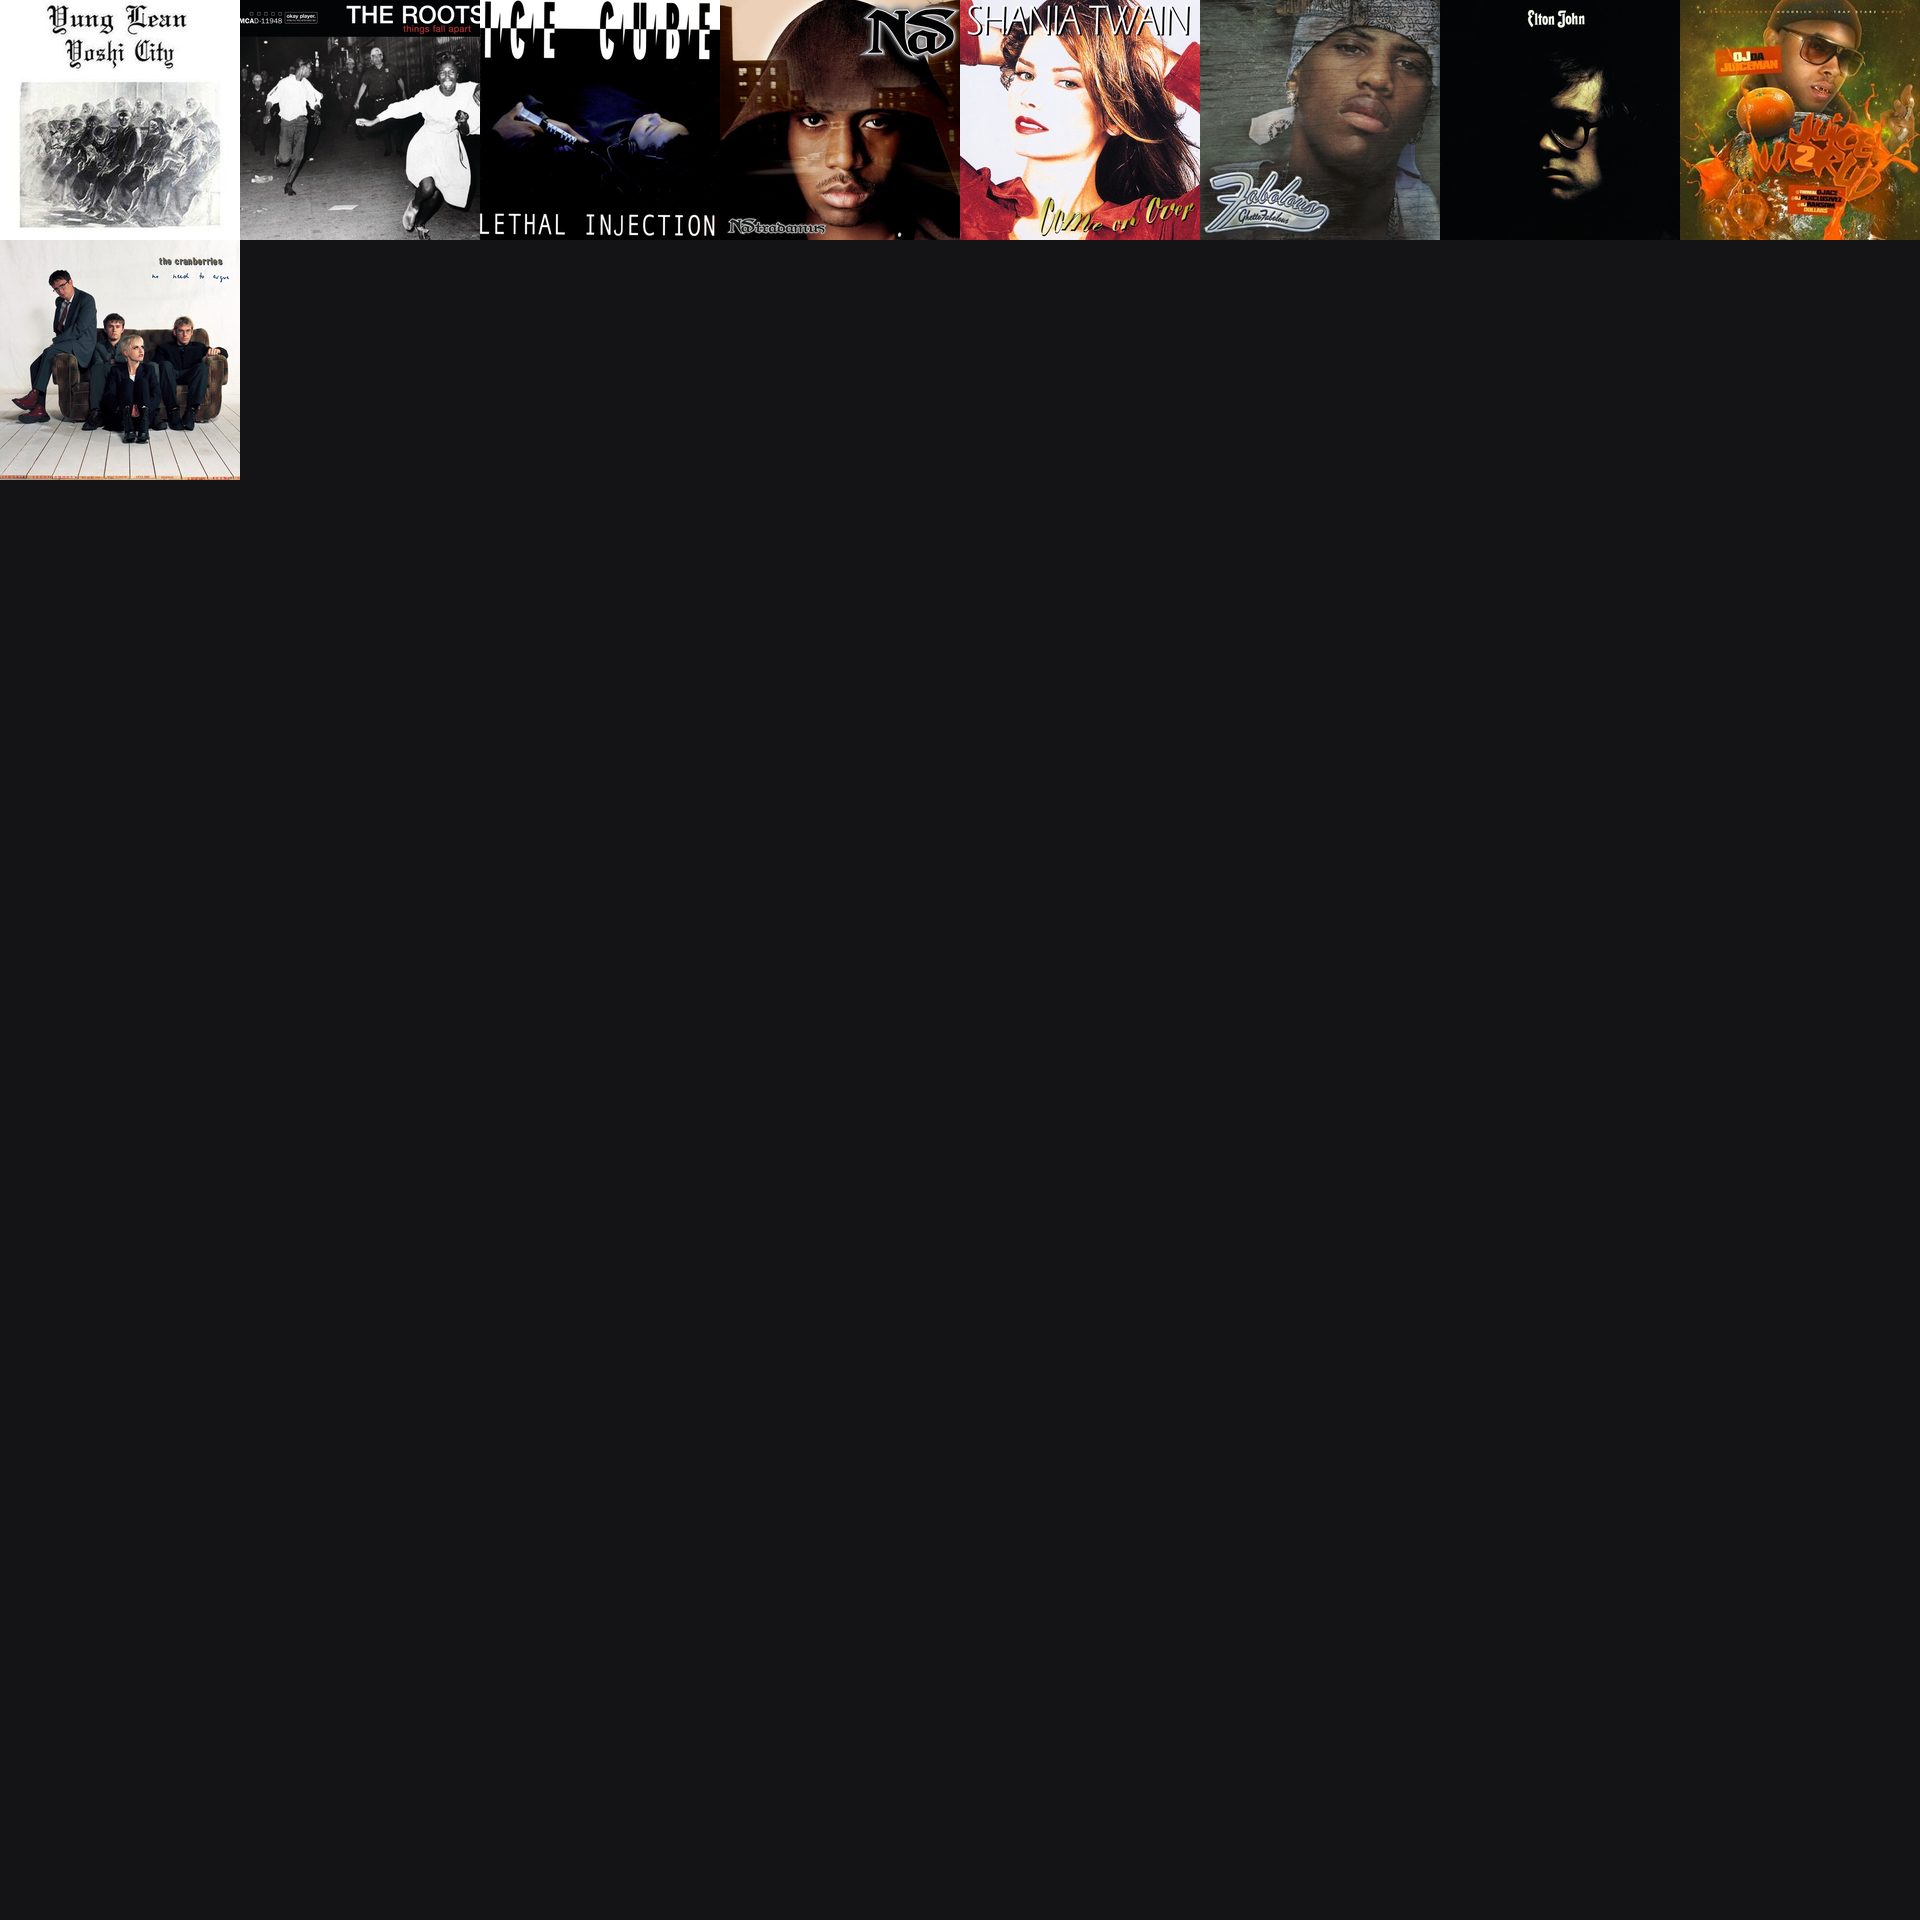 Yung Lean
Yoshi City
MCAD-11948
okay player.
THE ROOTS
things fall apart
ICE CUBE
LETHAL INJECTION
NaS
NaStradamus
SHANIA TWAIN
Come on Over
Fabolous
Ghetto Fabolous
Elton John
OJ DA
JUICEMAN
JUICE
WORLD
2
the cranberries
no need to argue